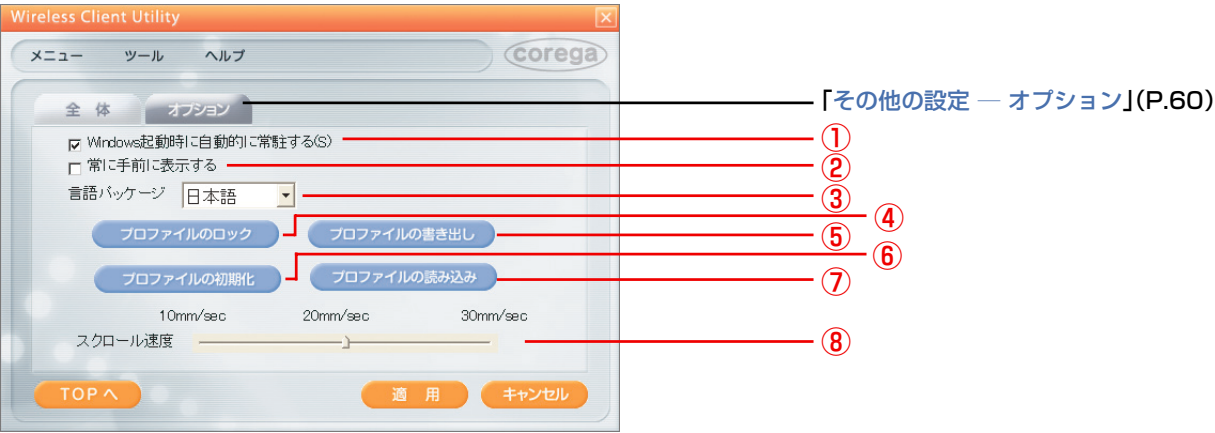 Wireless Client Utility
メニュー ツール ヘルプ corega
全 体 オプション 「その他の設定 ― オプション」(P.60)
Windows起動時に自動的に常駐する(S) ①
常に手前に表示する ②
言語パッケージ 日本語 ③
④
プロファイルのロック プロファイルの書き出し ⑤
⑥
プロファイルの初期化 プロファイルの読み込み ⑦
10mm/sec 20mm/sec 30mm/sec
スクロール速度 ⑧
TOP へ 適 用 キャンセル